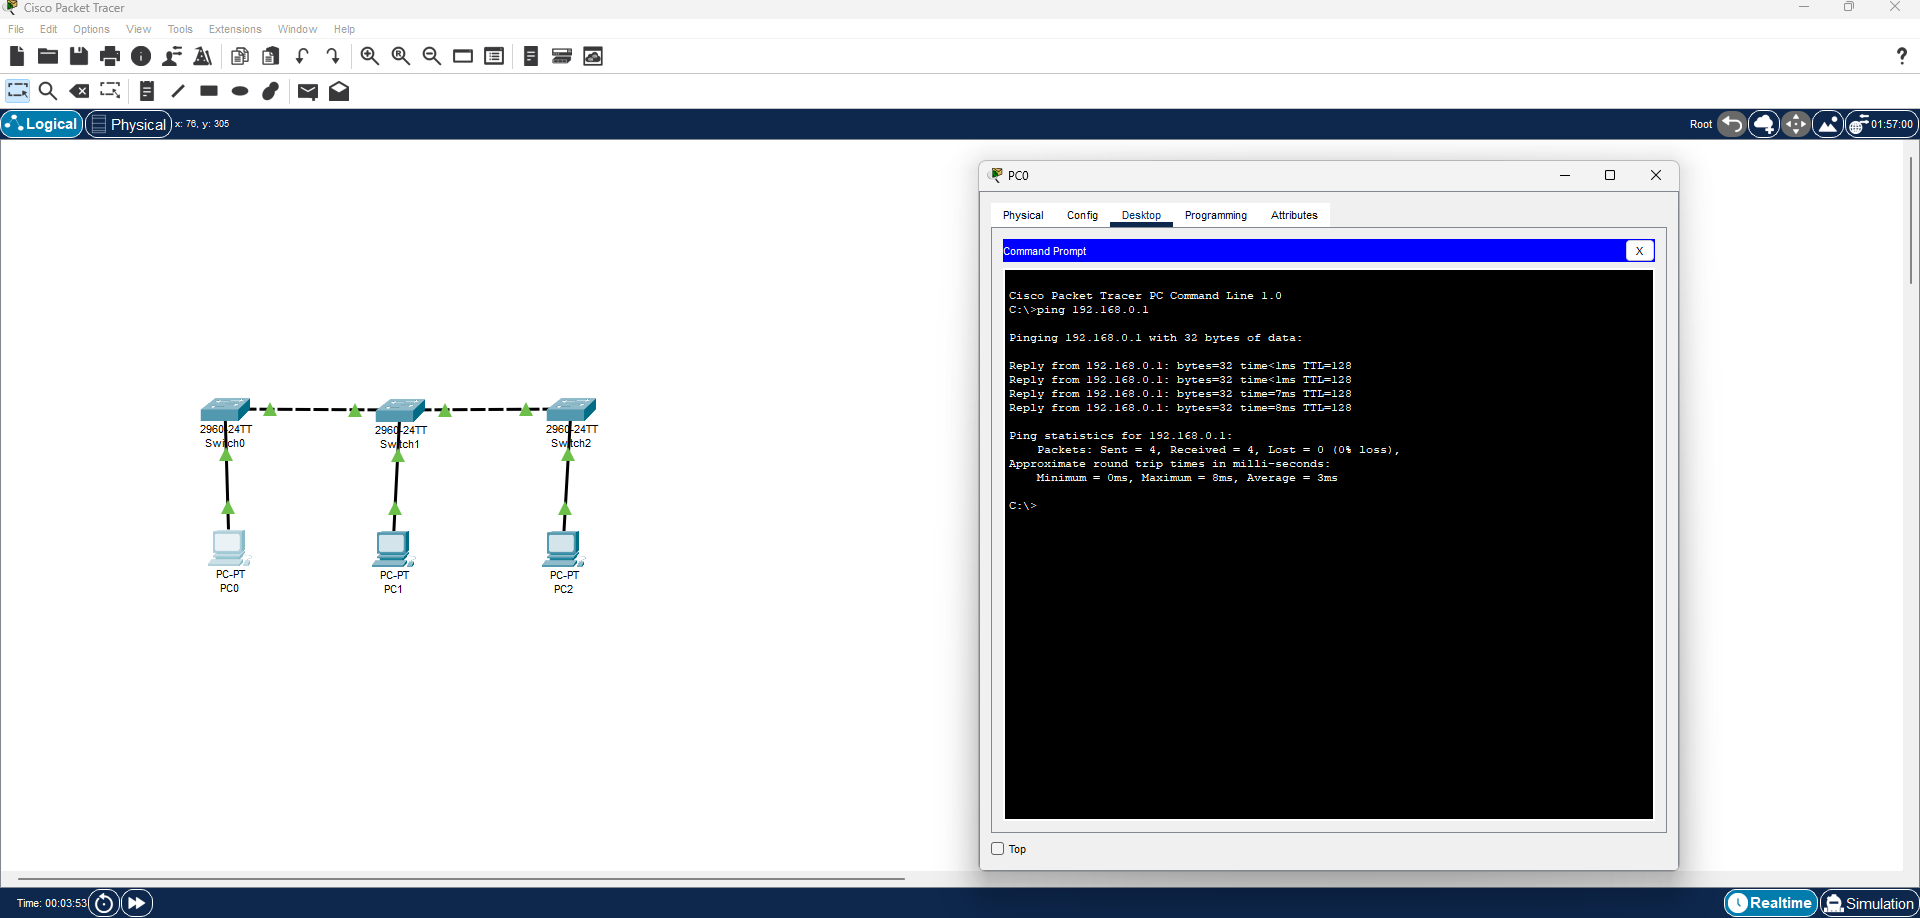 Cisco Packet Tracer
File Edit Options View Tools Extensions Window Help
?
Logical Physical x: 76, y: 305 Root 01:57:00
PC0
Physical Config Desktop Programming Attributes
Command Prompt X
Cisco Packet Tracer PC Command Line 1.0
C:\>ping 192.168.0.1
Pinging 192.168.0.1 with 32 bytes of data:
Reply from 192.168.0.1: bytes=32 time<1ms TTL=128
Reply from 192.168.0.1: bytes=32 time<1ms TTL=128
Reply from 192.168.0.1: bytes=32 time=7ms TTL=128
Reply from 192.168.0.1: bytes=32 time=8ms TTL=128
Ping statistics for 192.168.0.1:
Packets: Sent = 4, Received = 4, Lost = 0 (0% loss),
Approximate round trip times in milli-seconds:
Minimum = 0ms, Maximum = 8ms, Average = 3ms
C:\>
Top
2960-24TT
Switch0
2960-24TT
Switch1
2960-24TT
Switch2
PC-PT
PC0
PC-PT
PC1
PC-PT
PC2
Time: 00:03:53 Realtime Simulation